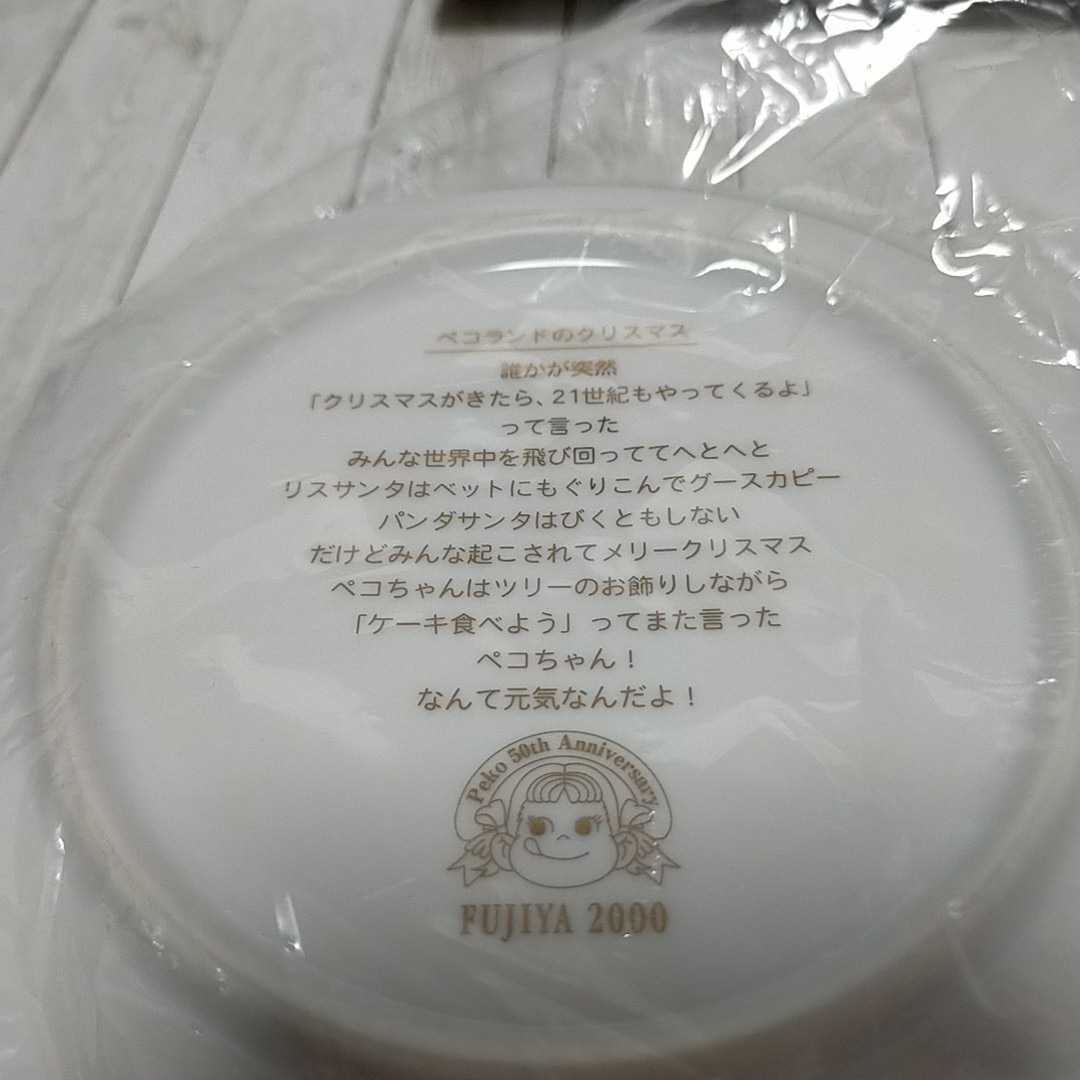 ペコランドのクリスマス
誰かが突然
「クリスマスがきたら、21世紀もやってくるよ」
って言った
みんな世界中を飛び回っててへとへと
リスサンタはベットにもぐりこんでグースカピー
パンダサンタはびくともしない
だけどみんな起こされてメリークリスマス
ペコちゃんはツリーのお飾りしながら
「ケーキ食べよう」ってまた言った
ペコちゃん！
なんて元気なんだよ！
Peko 50th Anniversary
FUJIYA 2000